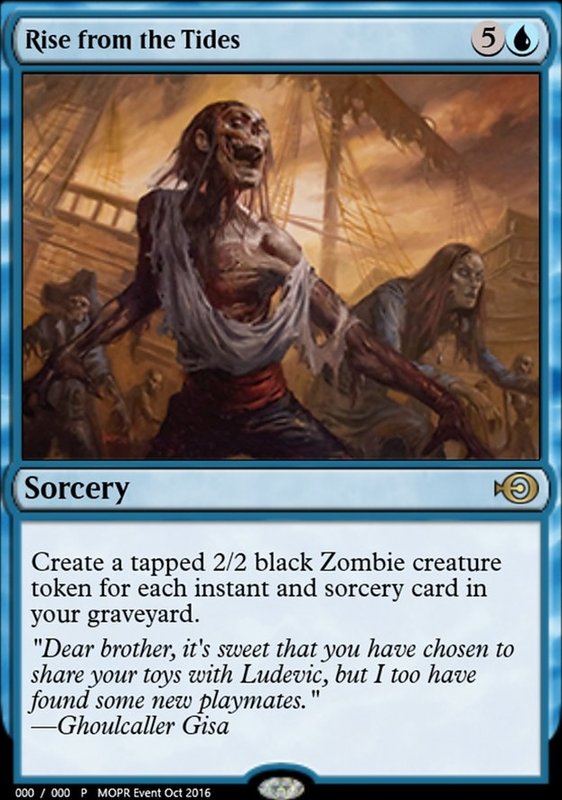 Rise from the Tides 5
Sorcery
Create a tapped 2/2 black Zombie creature
token for each instant and sorcery card in
your graveyard.
"Dear brother, it's sweet that you have chosen to
share your toys with Ludevic, but I too have
found some new playmates."
—Ghoulcaller Gisa
000 / 000 P MOPR Event Oct 2016